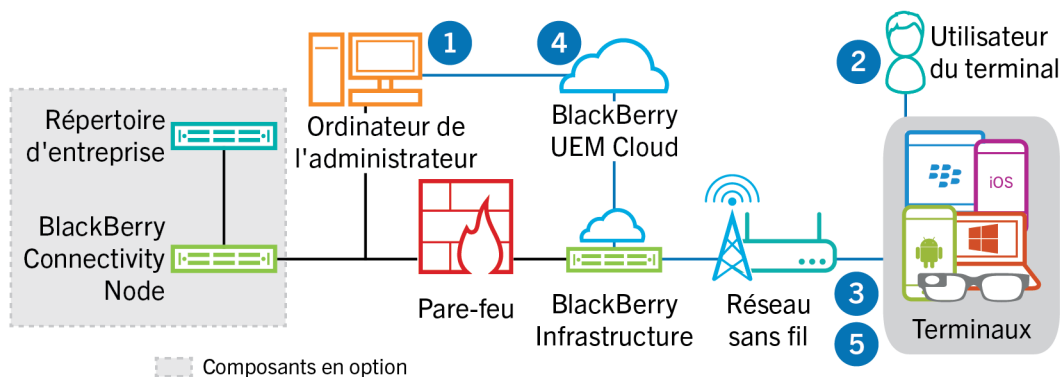 1
4
2
Utilisateur
du terminal
Répertoire
d'entreprise
Ordinateur de
l'administrateur
BlackBerry
UEM Cloud
iOS
BlackBerry
Connectivity
Node
Pare-feu
BlackBerry
Infrastructure
Réseau
sans fil
3
5
Terminaux
Composants en option